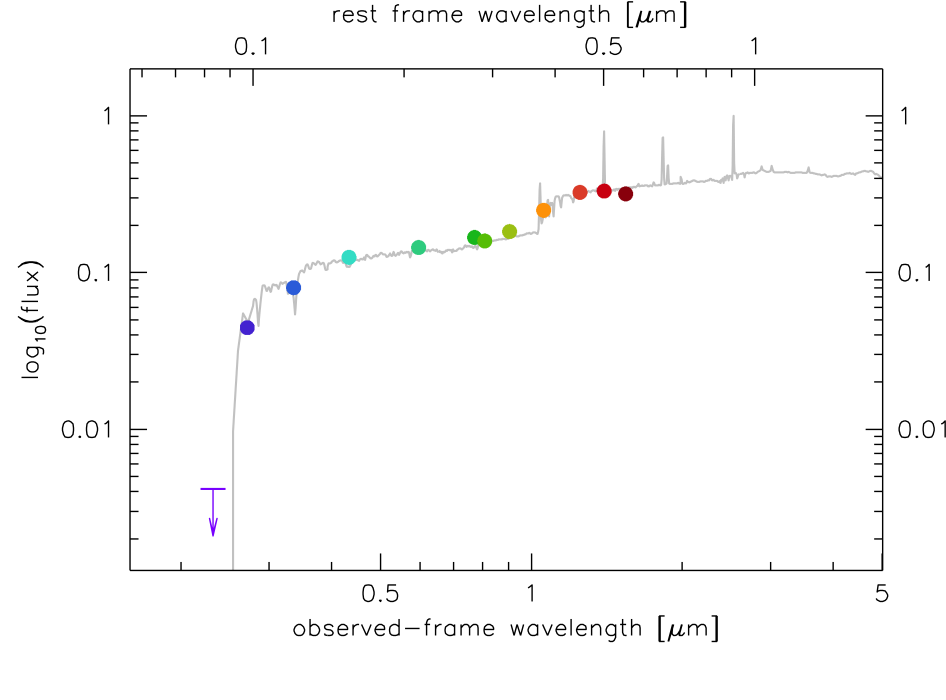 rest frame wavelength [μm]
0.1 0.5 1
1 1
0.1 0.1
0.01 0.01
log10(flux)
0.5 1 5
observed-frame wavelength [μm]